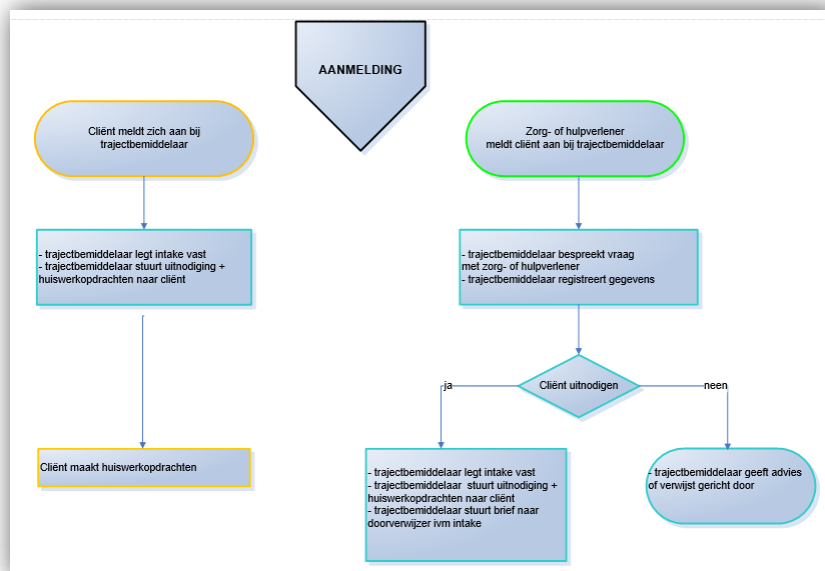 AANMELDING
Cliënt meldt zich aan bij
trajectbemiddelaar
- trajectbemiddelaar legt intake vast
- trajectbemiddelaar stuurt uitnodiging +
huiswerkopdrachten naar cliënt
Cliënt maakt huiswerkopdrachten
Zorg- of hulpverlener
meldt cliënt aan bij trajectbemiddelaar
- trajectbemiddelaar bespreekt vraag
met zorg- of hulpverlener
- trajectbemiddelaar registreert gegevens
Cliënt uitnodigen
ja
neen
- trajectbemiddelaar legt intake vast
- trajectbemiddelaar stuurt uitnodiging +
huiswerkopdrachten naar cliënt
- trajectbemiddelaar stuurt brief naar
doorverwijzer ivm intake
- trajectbemiddelaar geeft advies
of verwijst gericht door